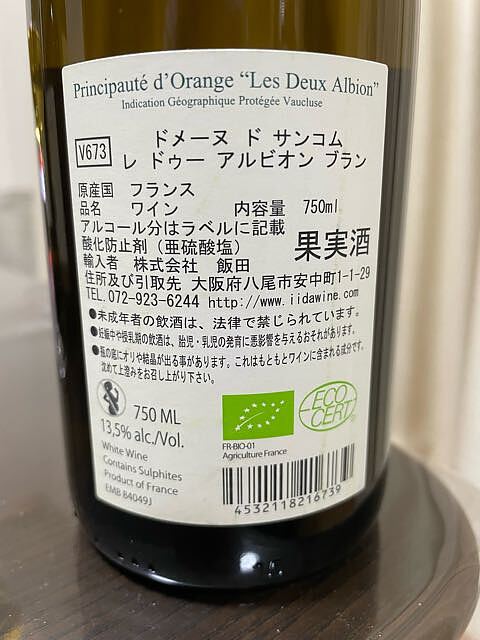 Principauté d'Orange “Les Deux Albion”
Indication Géographique Protégée Vaucluse
V673
ドメーヌ ド サンコム
レ ドゥー アルビオン ブラン
原産国 フランス
品名 ワイン 内容量 750ml
アルコール分はラベルに記載
酸化防止剤(亜硫酸塩)
果実酒
輸入者 株式会社 飯田
住所及び引取先 大阪府八尾市安中町1-1-29
TEL.072-923-6244 http://www.iidawine.com
●未成年者の飲酒は、法律で禁じられています。
●妊娠中や授乳期の飲酒は、胎児・乳児の発育に悪影響を与えるおそれがあります。
●瓶の底にオリや結晶が出る事があります。これはもともとワインに含まれる成分です。
沈めて上澄みをお召し上がり下さい。
750 ML
13,5% alc./Vol.
White Wine
Contains Sulphites
Product of France
EMB 84049J
FR-BIO-01
Agriculture France
ECO
CERT
4532118216739